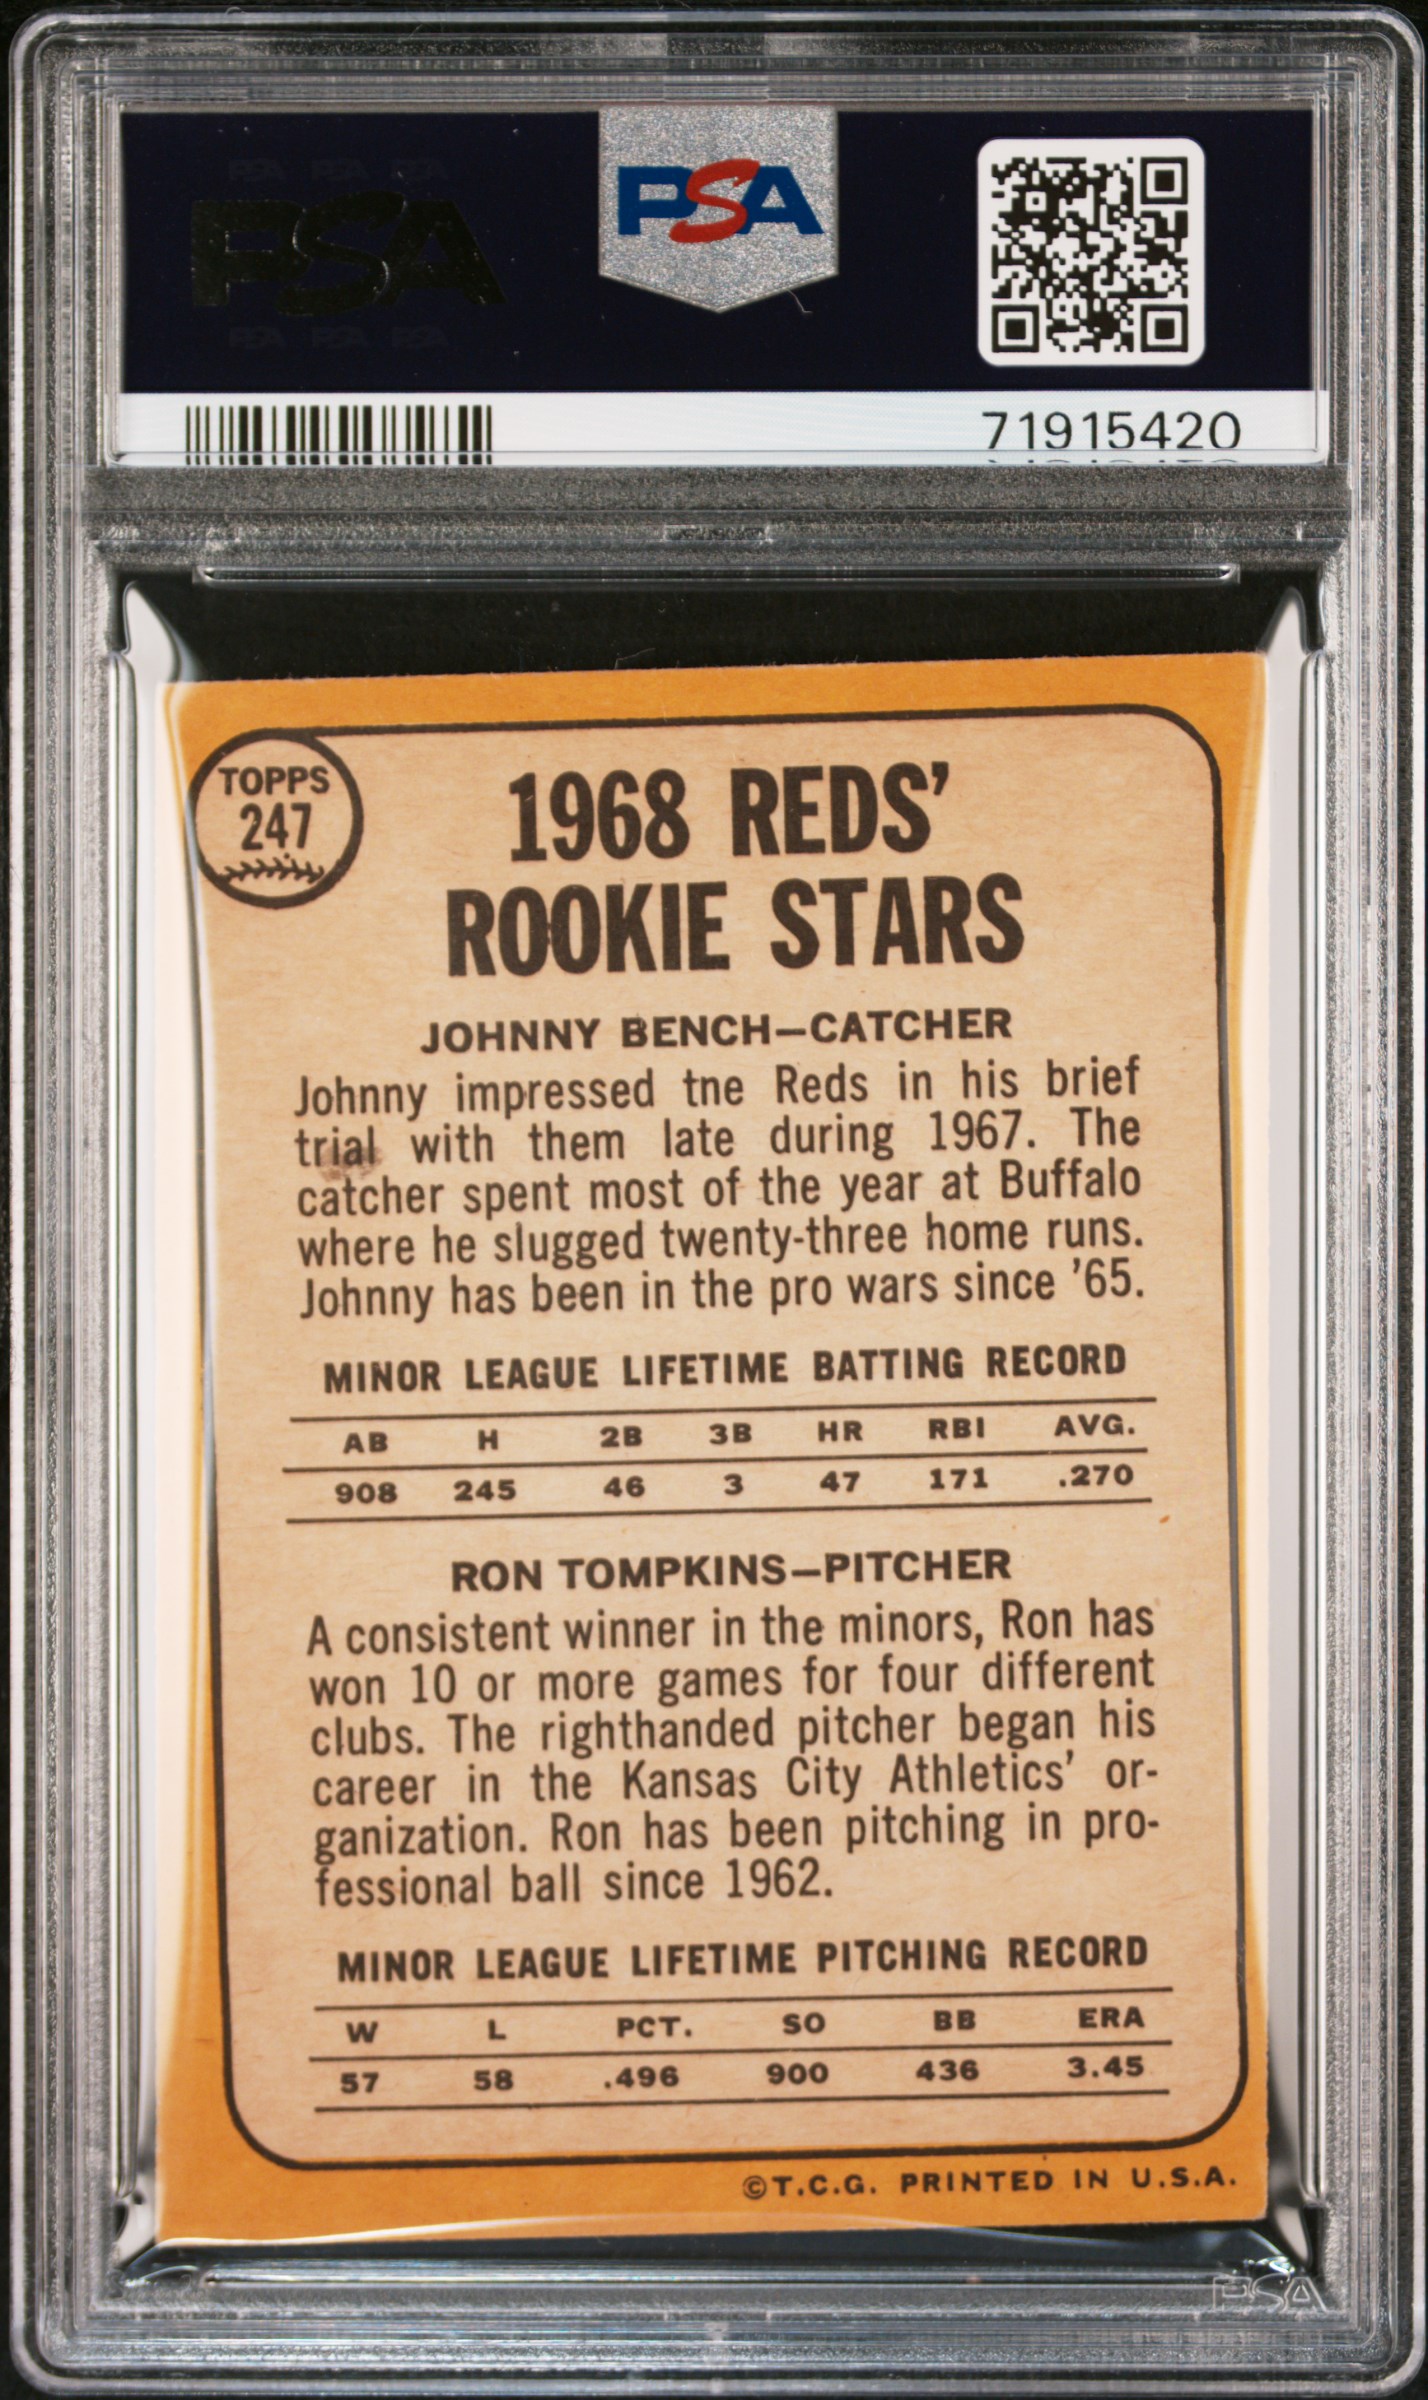 PSA
PSA
71915420
TOPPS
247
1968 REDS'
ROOKIE STARS
JOHNNY BENCH—CATCHER
Johnny impressed tne Reds in his brief
trial with them late during 1967. The
catcher spent most of the year at Buffalo
where he slugged twenty-three home runs.
Johnny has been in the pro wars since '65.
MINOR LEAGUE LIFETIME BATTING RECORD
AB H 2B 3B HR RBI AVG.
908 245 46 3 47 171 .270
RON TOMPKINS—PITCHER
A consistent winner in the minors, Ron has
won 10 or more games for four different
clubs. The righthanded pitcher began his
career in the Kansas City Athletics' or-
ganization. Ron has been pitching in pro-
fessional ball since 1962.
MINOR LEAGUE LIFETIME PITCHING RECORD
W L PCT. SO BB ERA
57 58 .496 900 436 3.45
©T.C.G. PRINTED IN U.S.A.
PSA